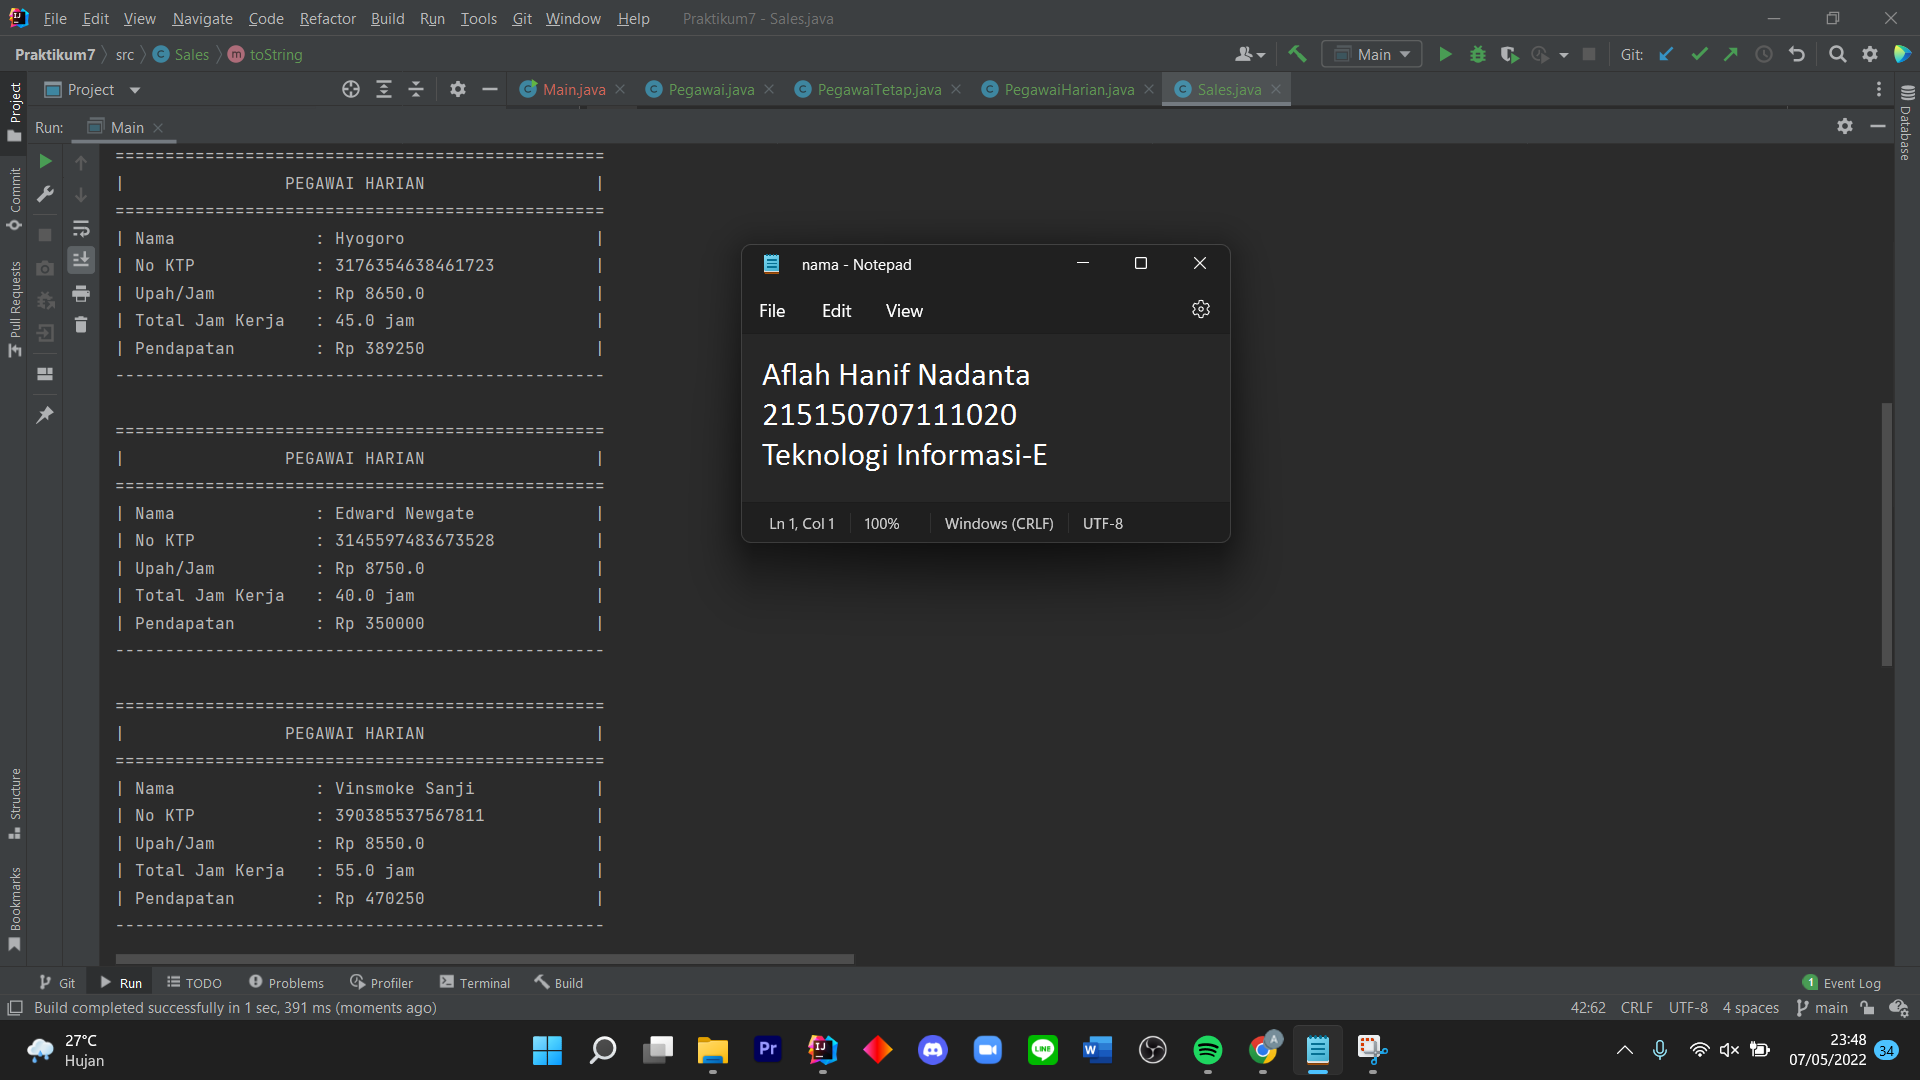 File Edit View Navigate Code Refactor Build Run Tools Git Window Help Praktikum7 - Sales.java
Praktikum7 src Sales toString Main Git:
Project Main.java Pegawai.java PegawaiTetap.java PegawaiHarian.java Sales.java
Run: Main
Project
Commit
Pull Requests
Structure
Bookmarks
Database
=================================================
| PEGAWAI HARIAN |
=================================================
| Nama : Hyogoro |
| No KTP : 3176354638461723 |
| Upah/Jam : Rp 8650.0 |
| Total Jam Kerja : 45.0 jam |
| Pendapatan : Rp 389250 |
-------------------------------------------------
=================================================
| PEGAWAI HARIAN |
=================================================
| Nama : Edward Newgate |
| No KTP : 3145597483673528 |
| Upah/Jam : Rp 8750.0 |
| Total Jam Kerja : 40.0 jam |
| Pendapatan : Rp 350000 |
-------------------------------------------------
=================================================
| PEGAWAI HARIAN |
=================================================
| Nama : Vinsmoke Sanji |
| No KTP : 390385537567811 |
| Upah/Jam : Rp 8550.0 |
| Total Jam Kerja : 55.0 jam |
| Pendapatan : Rp 470250 |
-------------------------------------------------
nama - Notepad
File Edit View
Aflah Hanif Nadanta
215150707111020
Teknologi Informasi-E
Ln 1, Col 1 100% Windows (CRLF) UTF-8
Git Run TODO Problems Profiler Terminal Build 1 Event Log
Build completed successfully in 1 sec, 391 ms (moments ago) 42:62 CRLF UTF-8 4 spaces main
27°C
Hujan
Pr
IJ
LINE
W
A
23:48
07/05/2022 34